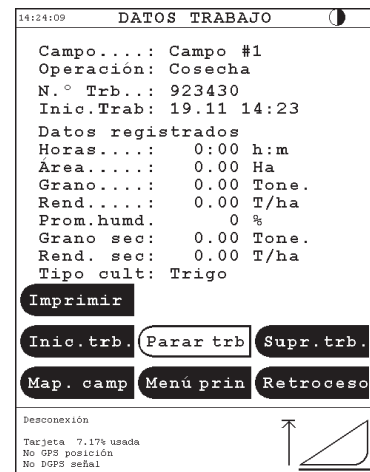 14:24:09 DATOS TRABAJO
Campo....: Campo #1
Operación: Cosecha
N.° Trb..: 923430
Inic.Trab: 19.11 14:23
Datos registrados
Horas....: 0:00 h:m
Área.....: 0.00 Ha
Grano....: 0.00 Tone.
Rend.....: 0.00 T/ha
Prom.humd. 0 %
Grano sec: 0.00 Tone.
Rend. sec: 0.00 T/ha
Tipo cult: Trigo
Imprimir
Inic.trb. Parar trb Supr.trb.
Map. camp Menú prin Retroceso
Desconexión
Tarjeta 7.17% usada
No GPS posición
No DGPS señal